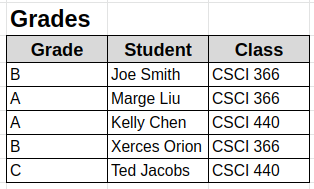 Grades
Grade Student Class
B Joe Smith CSCI 366
A Marge Liu CSCI 366
A Kelly Chen CSCI 440
B Xerces Orion CSCI 366
C Ted Jacobs CSCI 440